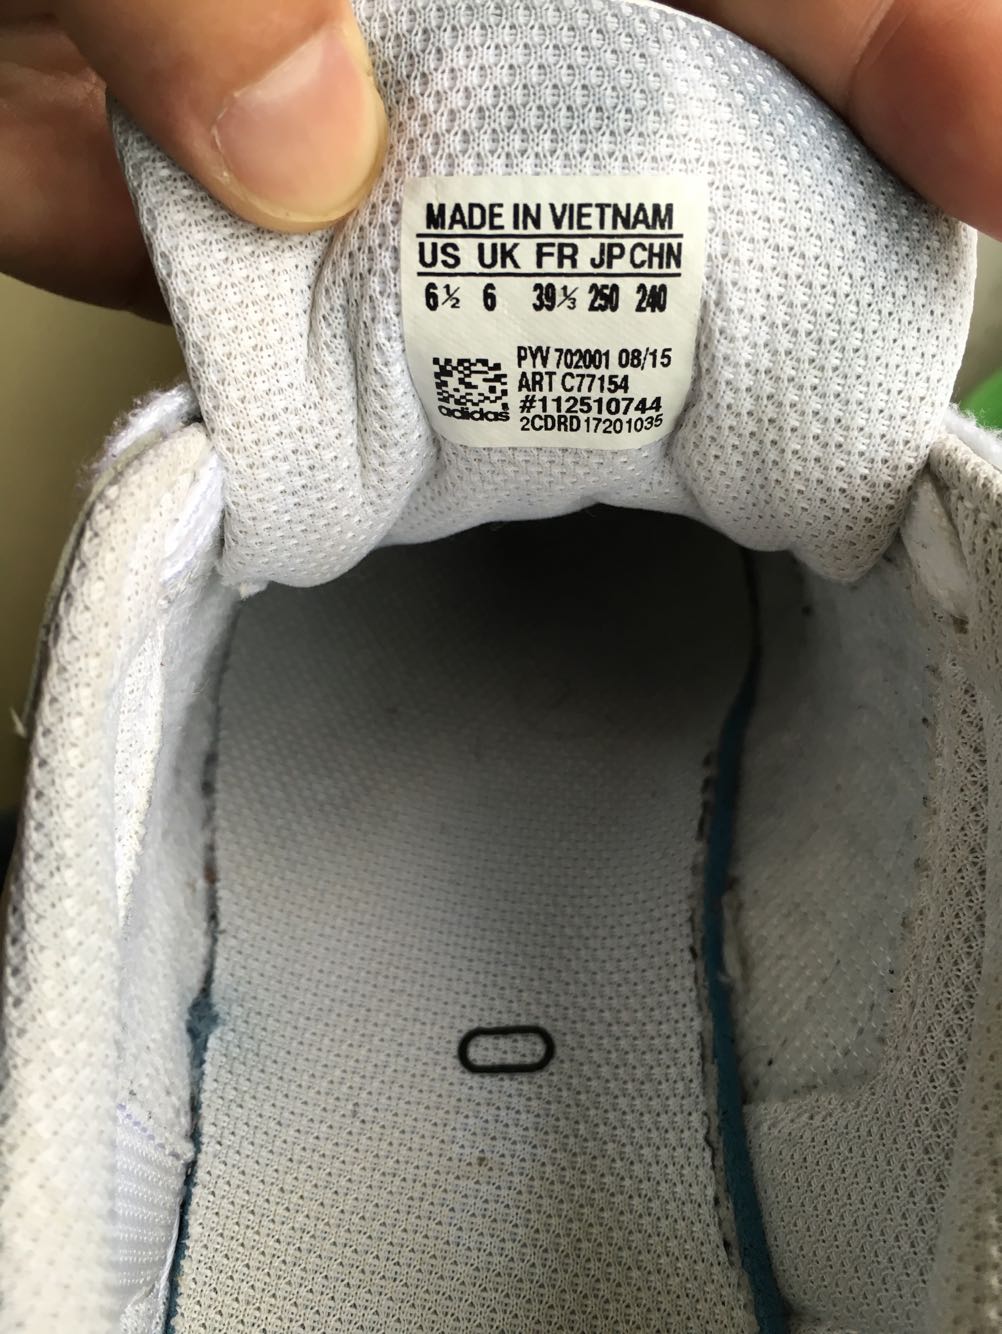 MADE IN VIETNAM
US UK FR JP CHN
6½ 6 39⅓ 250 240
PYV 702001 08/15
ART C77154
#112510744
2CDRD17201035
adidas